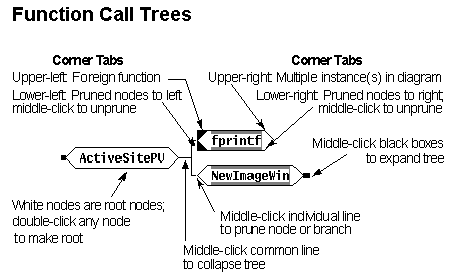 Function Call Trees
Corner Tabs
Upper-left: Foreign function
Lower-left: Pruned nodes to left
middle-click to unprune
Corner Tabs
Upper-right: Multiple instance(s) in diagram
Lower-right: Pruned nodes to right;
middle-click to unprune
fprintf
ActiveSitePV
NewImageWin
Middle-click black boxes
to expand tree
White nodes are root nodes;
double-click any node
to make root
Middle-click individual line
to prune node or branch
Middle-click common line
to collapse tree